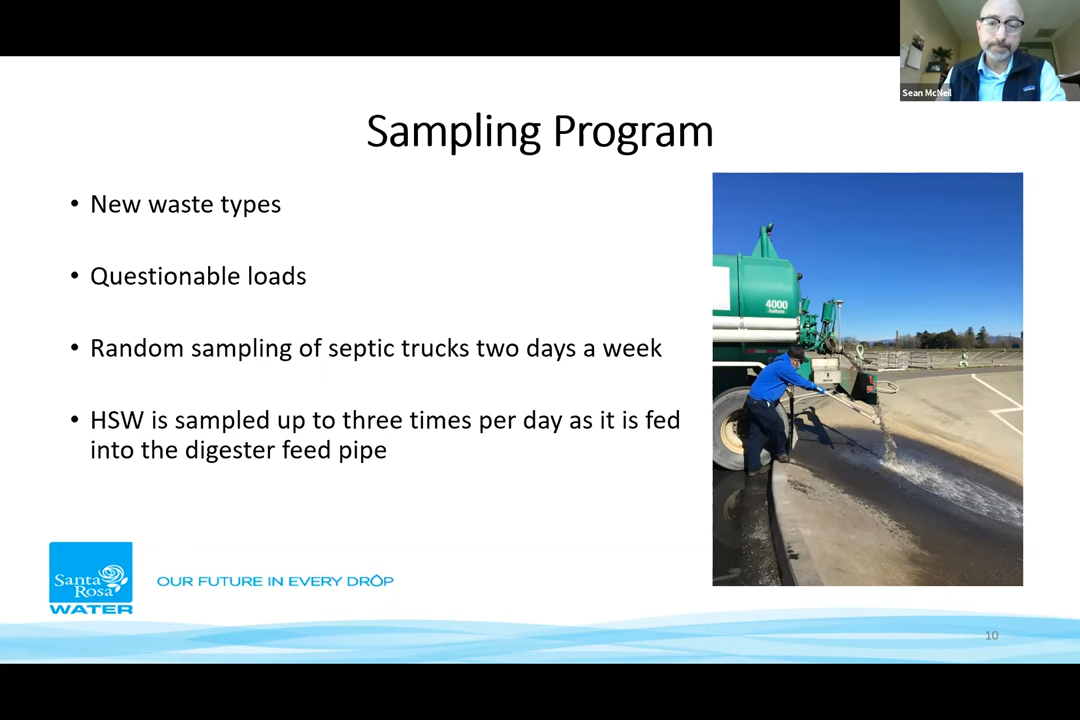 Sean McNeil
Sampling Program
• New waste types
• Questionable loads
• Random sampling of septic trucks two days a week
• HSW is sampled up to three times per day as it is fed
into the digester feed pipe
4000
Gallons
Santa
Rosa
WATER
OUR FUTURE IN EVERY DROP
10